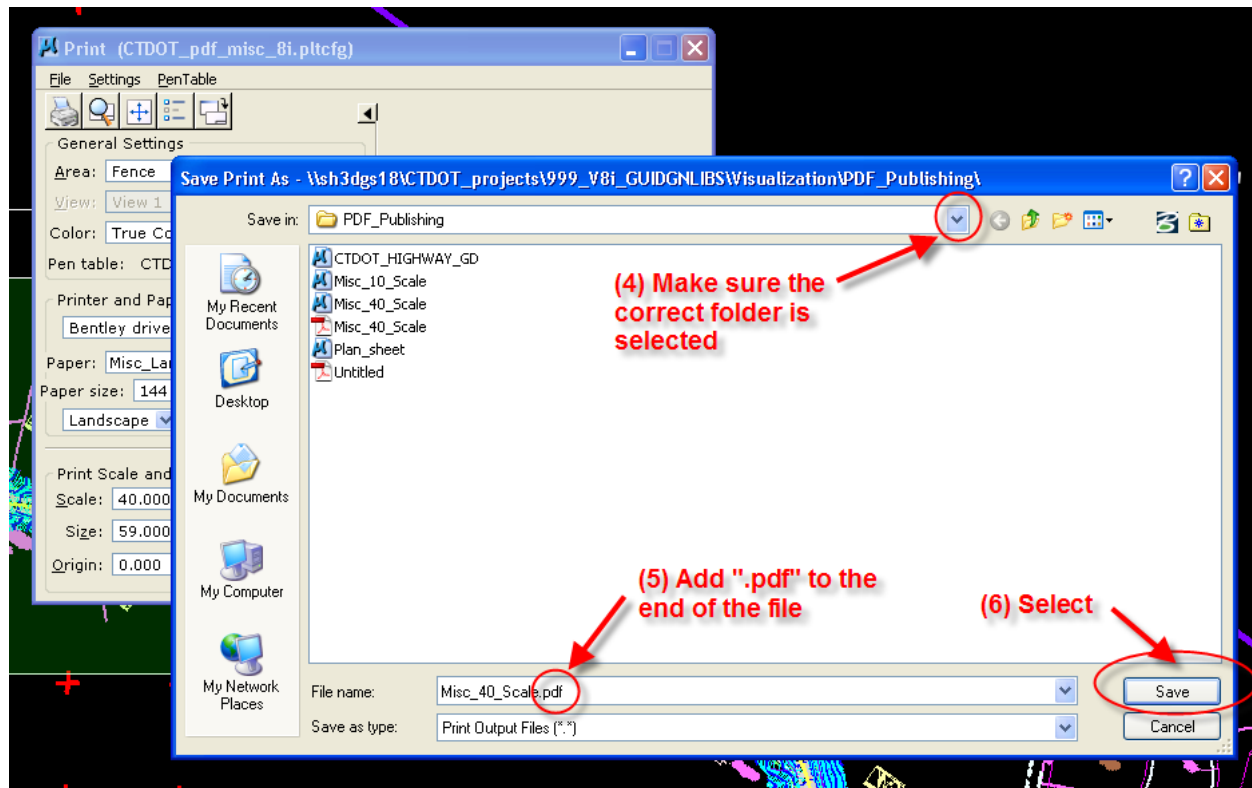 Print (CTDOT_pdf_misc_8i.pltcfg)
File Settings PenTable
General Settings
Area: Fence
View: View 1
Color: True Co
Pen table: CTD
Printer and Pap
Bentley drive
Paper: Misc_La
Paper size: 144
Landscape
Print Scale and
Scale: 40.000
Size: 59.000
Origin: 0.000
Save Print As - \\sh3dgs18\CTDOT_projects\999_V8i_GUIDGNLIBS\Visualization\PDF_Publishing\
Save in: PDF_Publishing
My Recent
Documents
Desktop
My Documents
My Computer
My Network
Places
CTDOT_HIGHWAY_GD
Misc_10_Scale
Misc_40_Scale
Misc_40_Scale
Plan_sheet
Untitled
(4) Make sure the
correct folder is
selected
(5) Add ".pdf" to the
end of the file
(6) Select
File name: Misc_40_Scale.pdf
Save
Save as type: Print Output Files (*.*)
Cancel